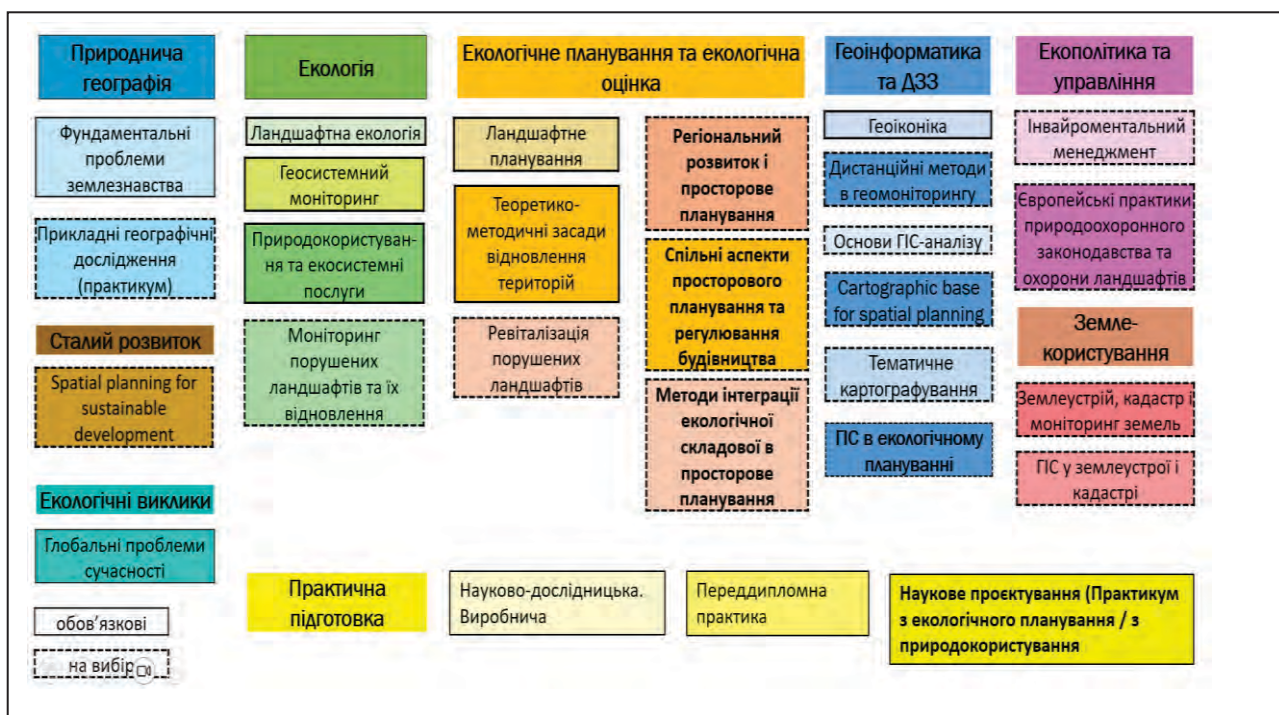 Природнича
географія
Фундаментальні
проблеми
землезнавства
Прикладні географічні
дослідження
(практикум)
Сталий розвиток
Spatial planning for
sustainable
development
Екологічні виклики
Глобальні проблеми
сучасності
обов’язкові
на вибір
Екологія
Ландшафтна екологія
Геосистемний
моніторинг
Природокористуван-
ня та екосистемні
послуги
Моніторинг
порушених
ландшафтів та їх
відновлення
Екологічне планування та екологічна
оцінка
Ландшафтне
планування
Теоретико-
методичні засади
відновлення
територій
Ревіталізація
порушених
ландшафтів
Регіональний
розвиток і
просторове
планування
Спільні аспекти
просторового
планування та
регулювання
будівництва
Методи інтеграції
екологічної
складової в
просторове
планування
Геоінформатика
та ДЗЗ
Геоіконіка
Дистанційні методи
в геомоніторингу
Основи ГІС-аналізу
Cartographic base
for spatial planning
Тематичне
картографування
ПС в екологічному
плануванні
Екополітика та
управління
Інвайроментальний
менеджмент
Європейські практики
природоохоронного
законодавства та
охорони ландшафтів
Земле-
користування
Землеустрій, кадастр і
моніторинг земель
ГІС у землеустрої і
кадастрі
Практична
підготовка
Науково-дослідницька.
Виробнича
Переддипломна
практика
Наукове проєктування (Практикум
з екологічного планування / з
природокористування